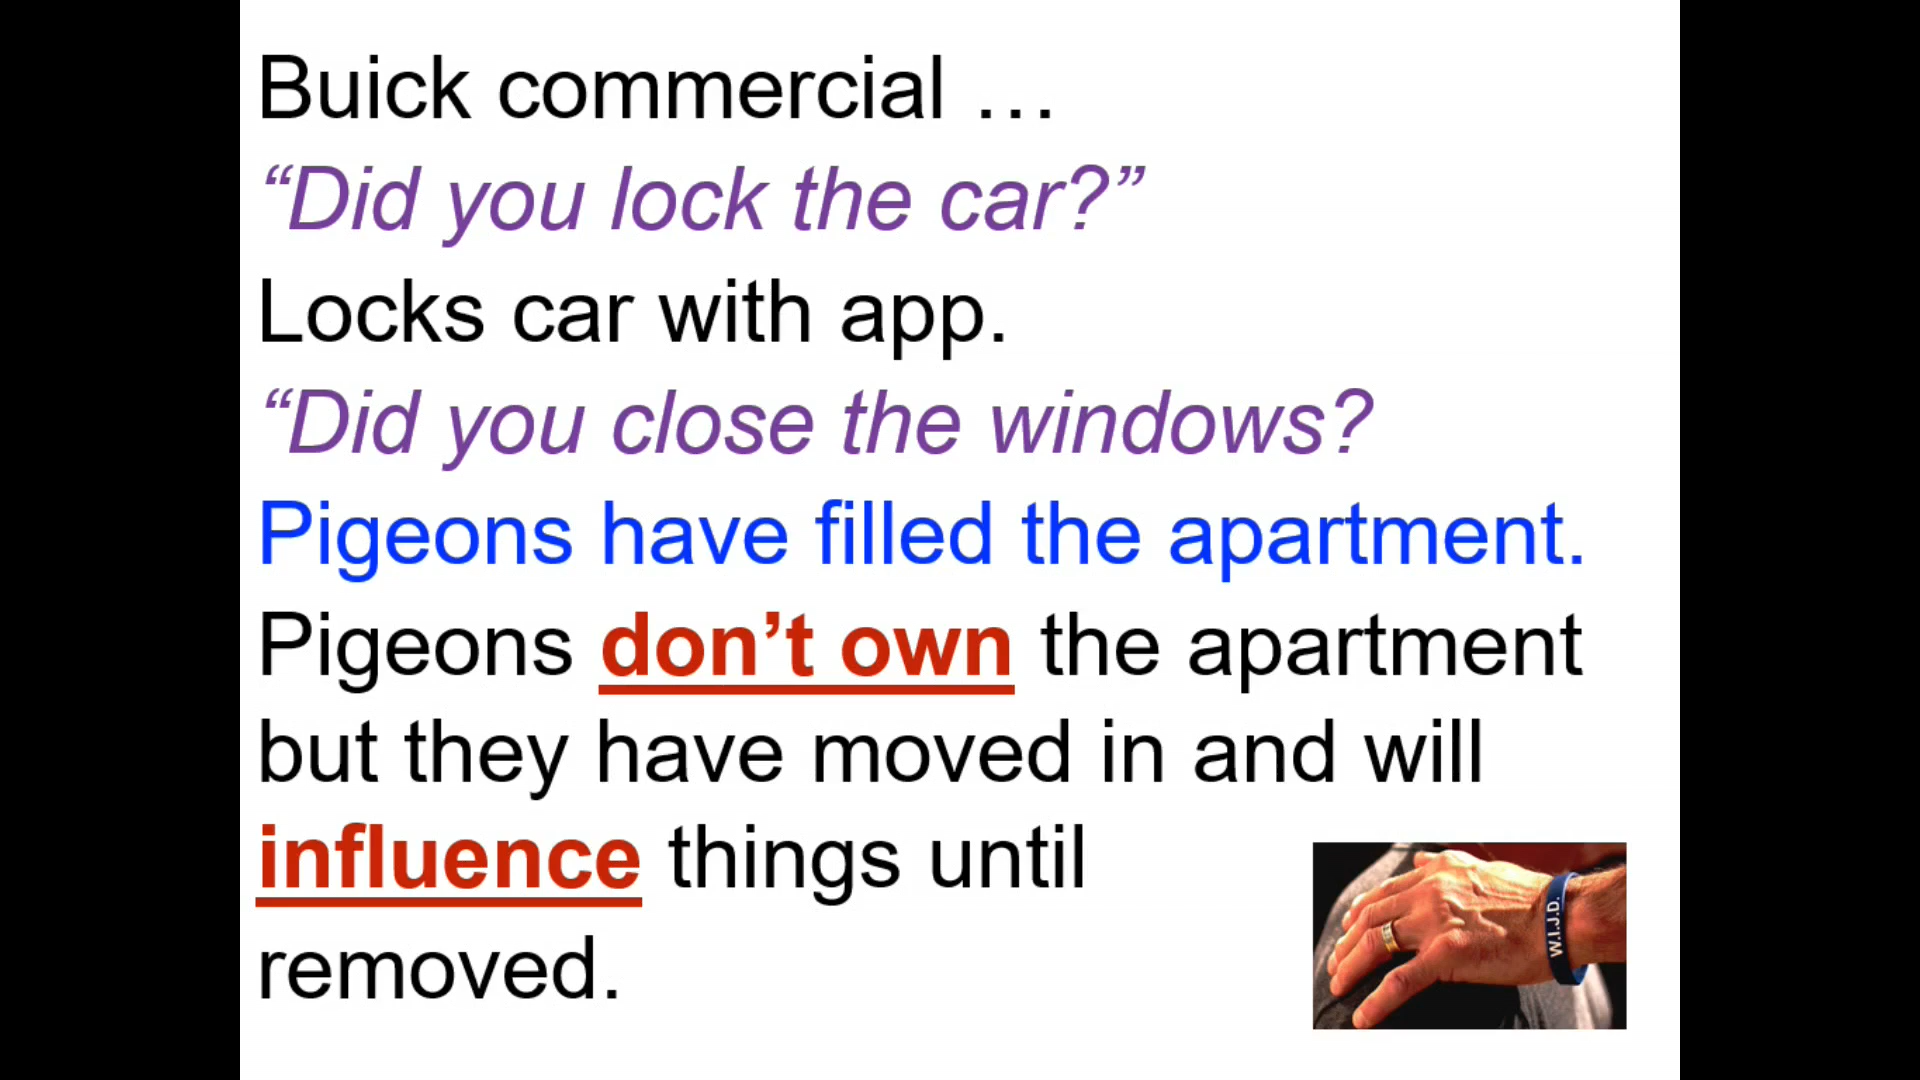 Buick commercial …
“Did you lock the car?”
Locks car with app.
“Did you close the windows?
Pigeons have filled the apartment.
Pigeons don’t own the apartment
but they have moved in and will
influence things until
removed.
W.I.J.D.